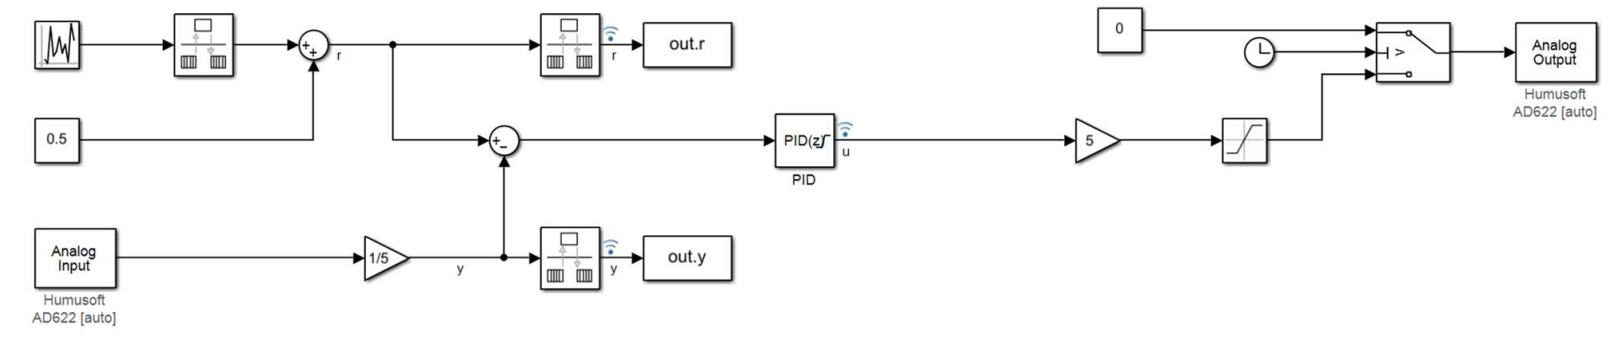 r
r
out.r
0
>
Analog
Output
Humusoft
AD622 [auto]
0.5
+
+
+
−
PID(z)
u
PID
5
Analog
Input
Humusoft
AD622 [auto]
1/5
y
y
out.y